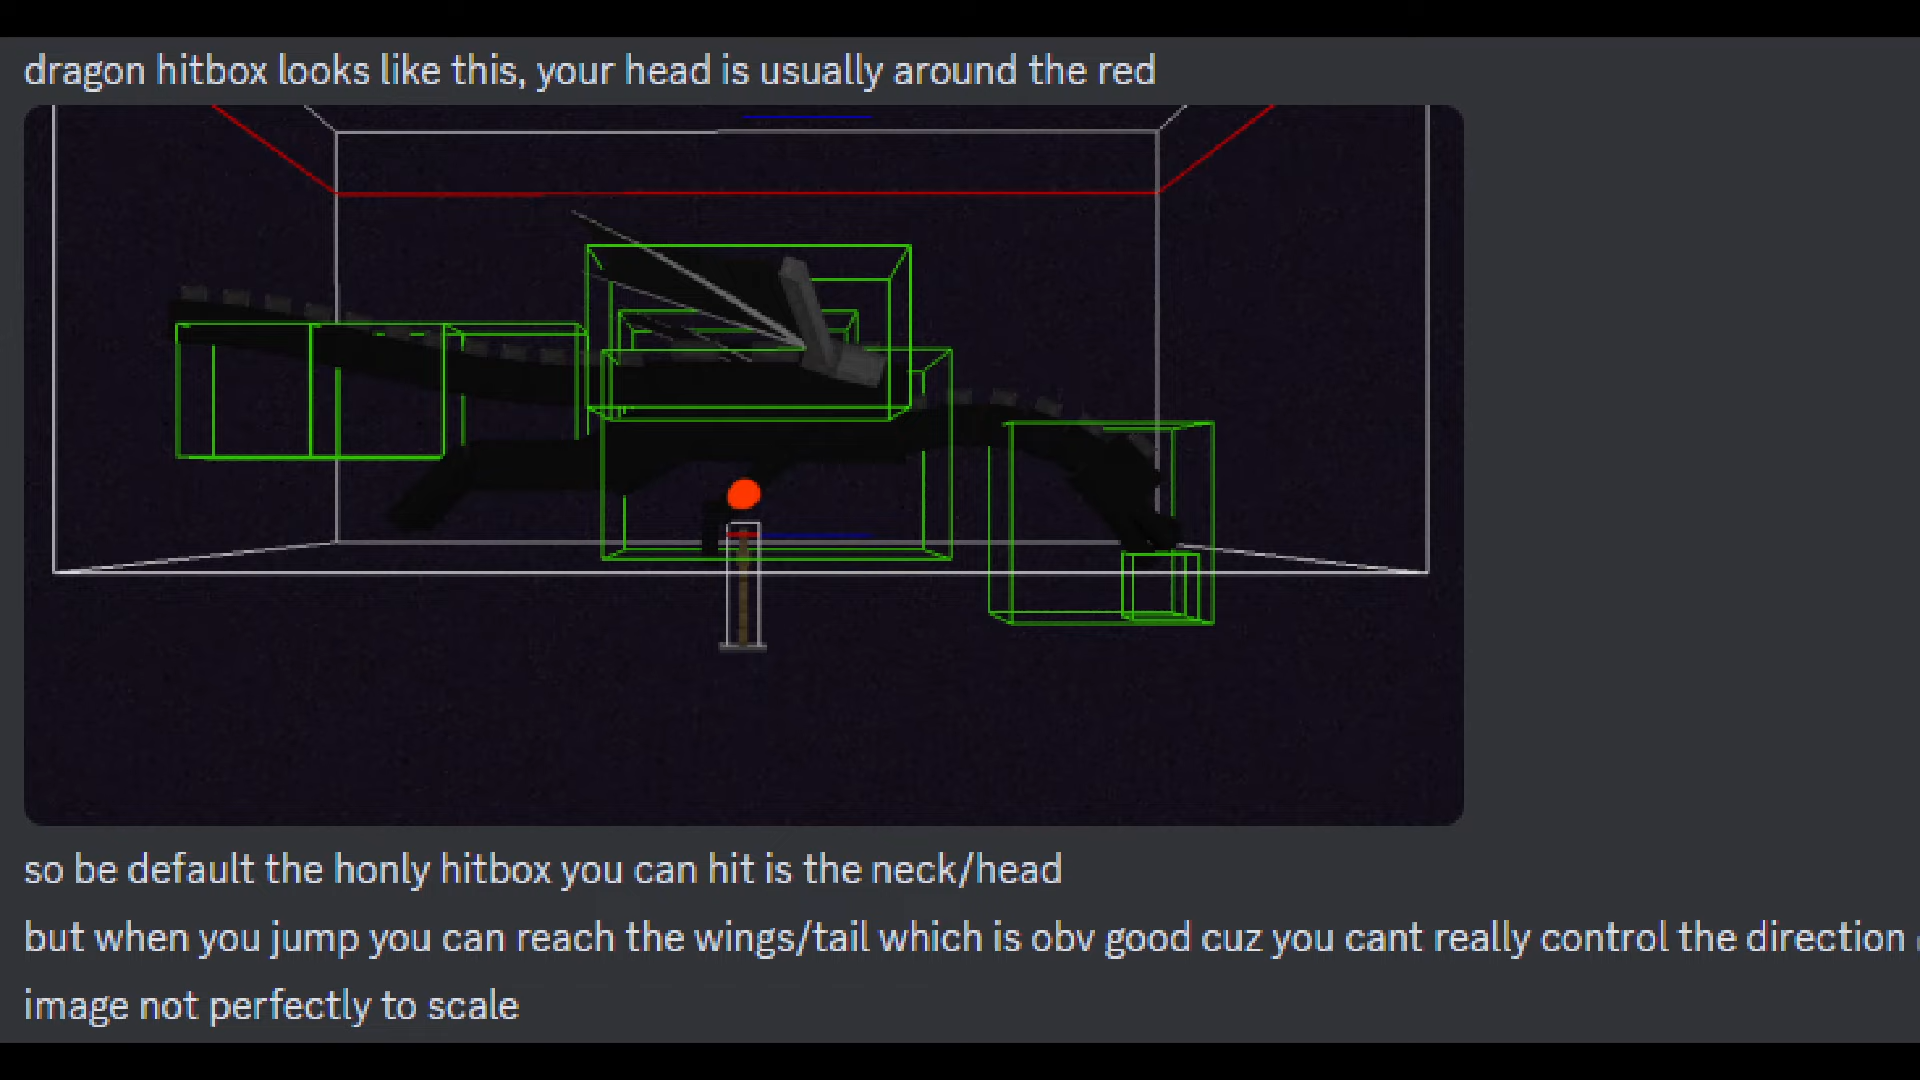 dragon hitbox looks like this, your head is usually around the red
so be default the honly hitbox you can hit is the neck/head
but when you jump you can reach the wings/tail which is obv good cuz you cant really control the direction
image not perfectly to scale